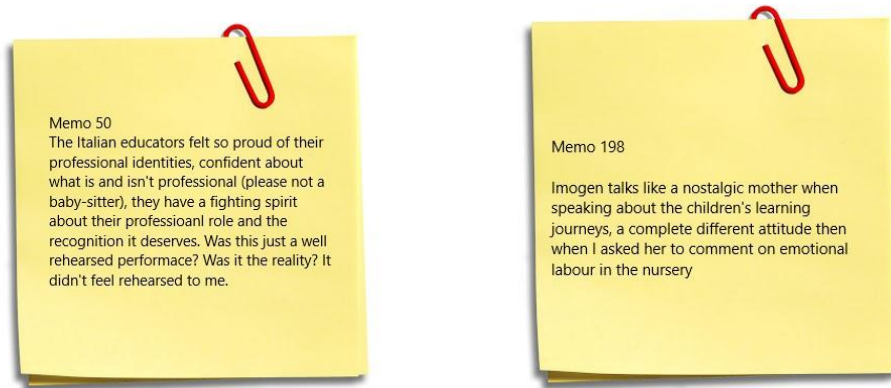 Memo 50
The Italian educators felt so proud of their
professional identities, confident about
what is and isn't professional (please not a
baby-sitter), they have a fighting spirit
about their professioanl role and the
recognition it deserves. Was this just a well
rehearsed performace? Was it the reality? It
didn't feel rehearsed to me.
Memo 198
Imogen talks like a nostalgic mother when
speaking about the children's learning
journeys, a complete different attitude then
when I asked her to comment on emotional
labour in the nursery